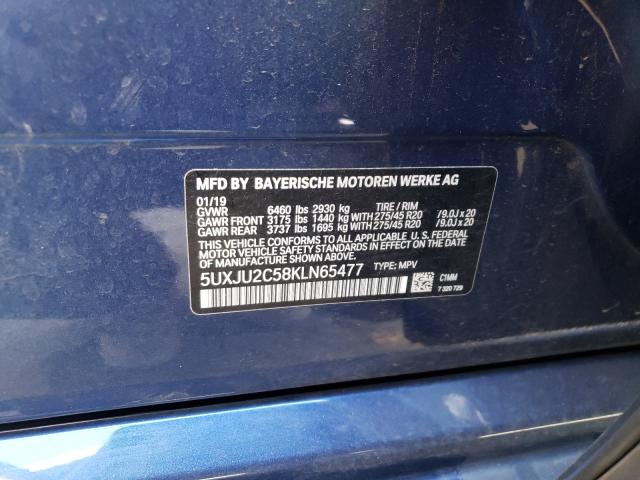 MFD BY BAYERISCHE MOTOREN WERKE AG
01/19
GVWR 6460 lbs 2930 kg TIRE / RIM
GAWR FRONT 3175 lbs 1440 kg WITH 275/45 R20 /9.0J x 20
GAWR REAR 3737 lbs 1695 kg WITH 275/45 R20 /9.0J x 20
THIS VEHICLE CONFORMS TO ALL APPLICABLE U.S. FEDERAL
MOTOR VEHICLE SAFETY STANDARDS IN EFFECT ON THE DATE
OF MANUFACTURE SHOWN ABOVE.
5UXJU2C58KLN65477 TYPE: MPV
C1MM
7 320 729